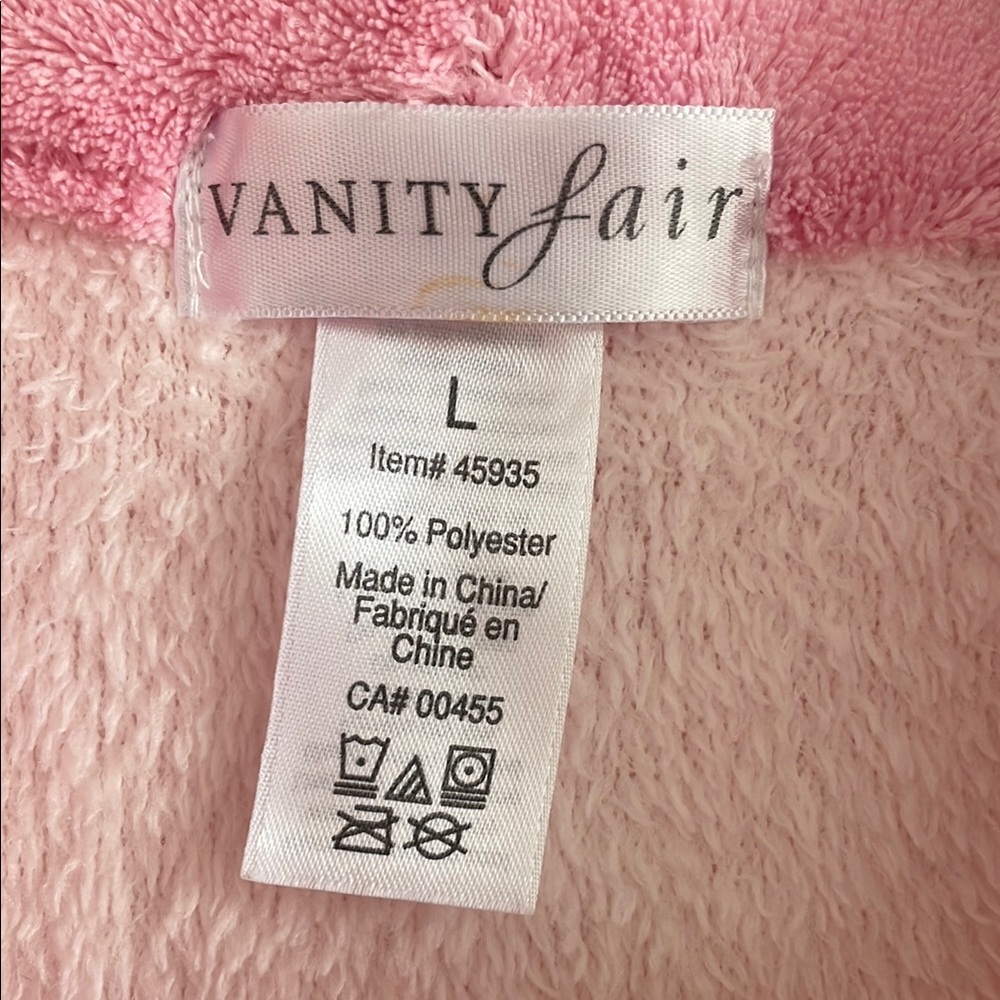 VANITY fair
L
Item# 45935
100% Polyester
Made in China/
Fabriqué en
Chine
CA# 00455